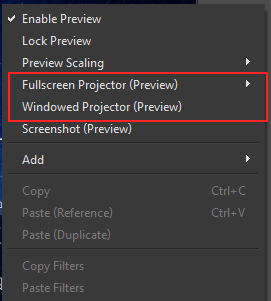 Enable Preview
Lock Preview
Preview Scaling
Fullscreen Projector (Preview)
Windowed Projector (Preview)
Screenshot (Preview)
Add
Copy Ctrl+C
Paste (Reference) Ctrl+V
Paste (Duplicate)
Copy Filters
Paste Filters